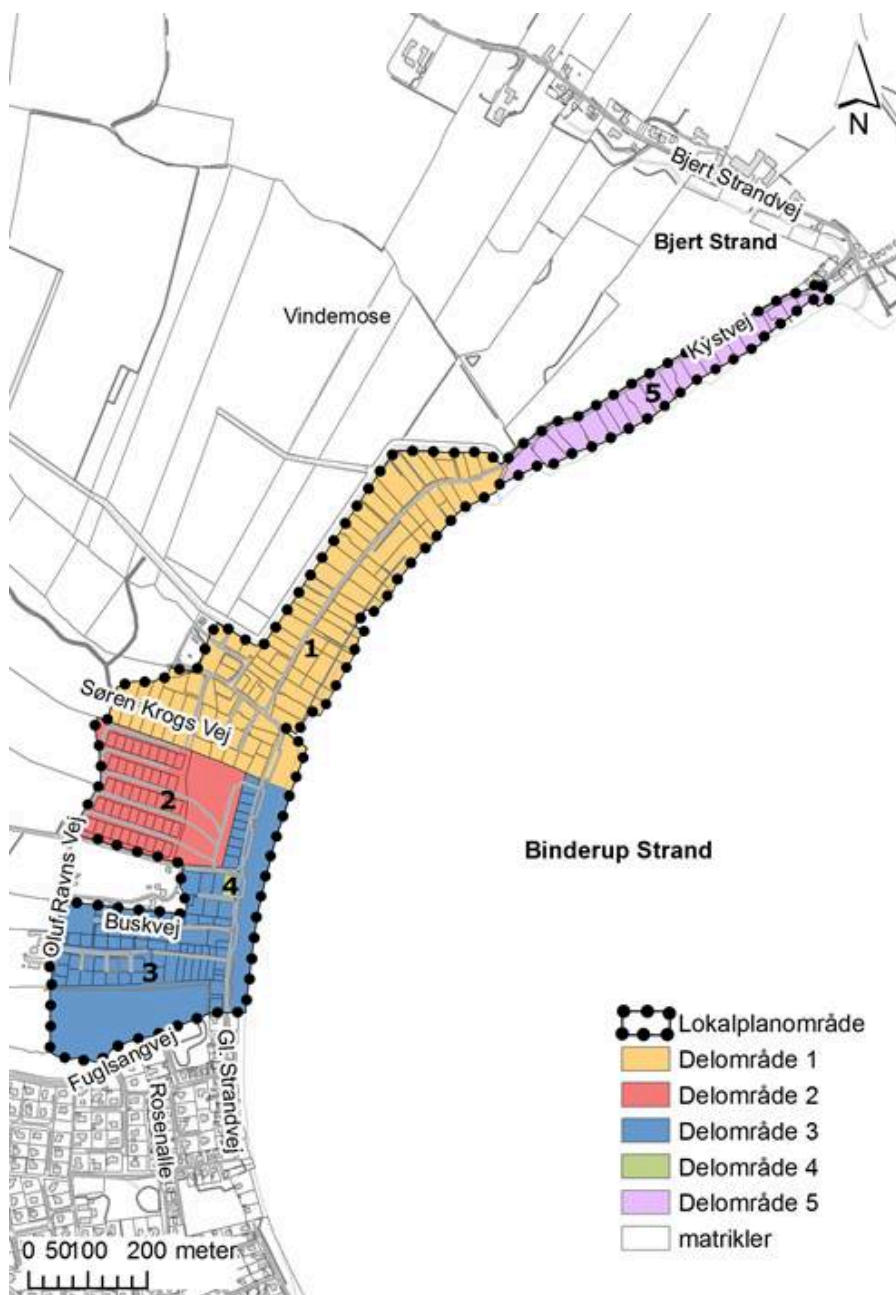 N
Bjert Strandvej
Bjert Strand
Vindemose
Kystvej
5
1
Søren Krogs Vej
2
Oluf Ravns Vej
Binderup Strand
4
Buskvej
3
Fuglsangvej
Gl. Strandvej
Rosenalle
Lokalplanområde
Delområde 1
Delområde 2
Delområde 3
Delområde 4
Delområde 5
matrikler
0 50 100 200 meter